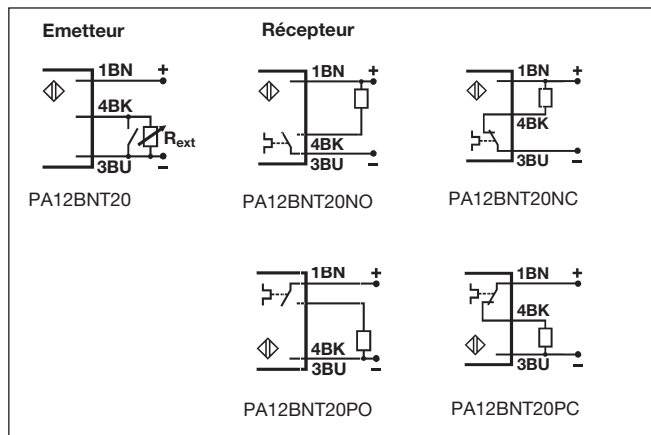 Emetteur
Récepteur
1BN +
4BK
Rext
3BU −
PA12BNT20
1BN +
4BK
3BU −
PA12BNT20NO
1BN +
4BK
3BU −
PA12BNT20NC
1BN +
4BK
3BU −
PA12BNT20PO
1BN +
4BK
3BU −
PA12BNT20PC